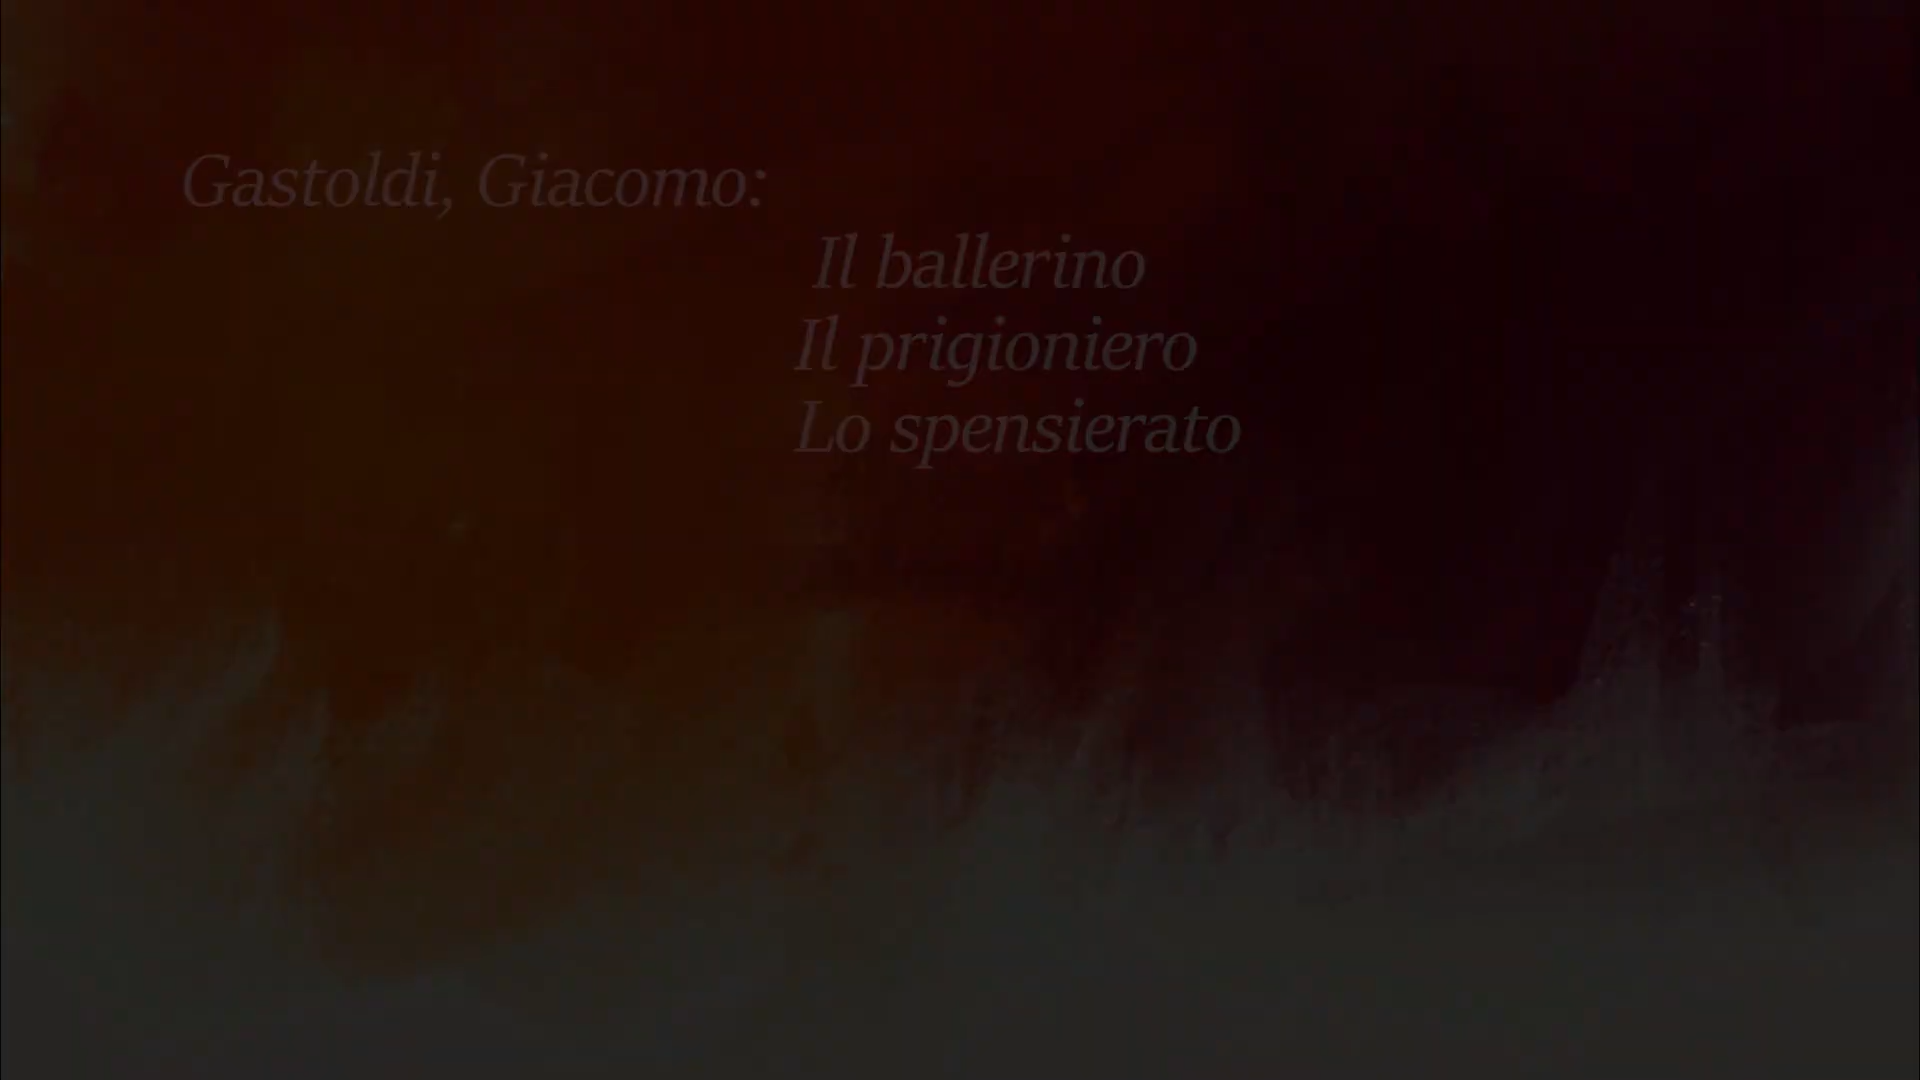 Gastoldi, Giacomo:
Il ballerino
Il prigioniero
Lo spensierato